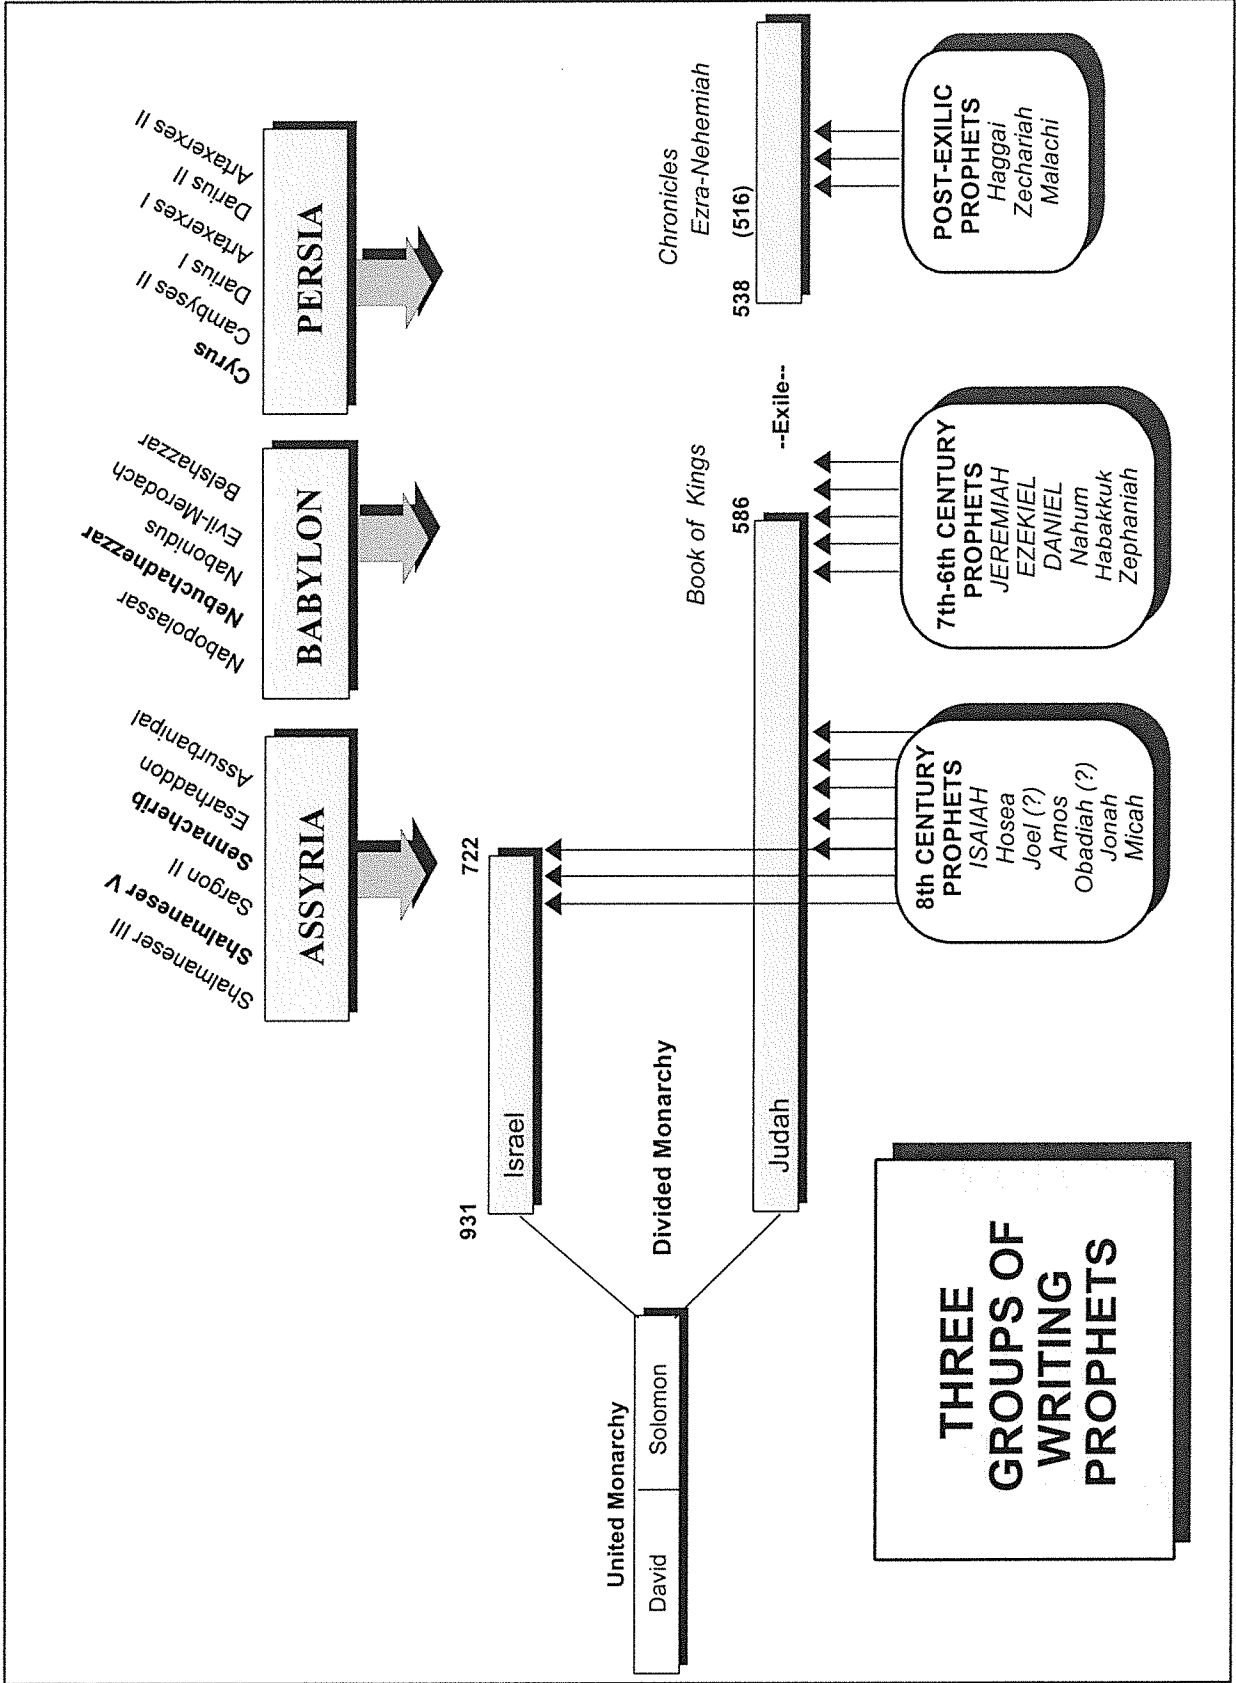 Shalmaneser III
Shalmaneser V
Sargon II
Sennacherib
Esarhaddon
Assurbanipal
ASSYRIA
Nabopolassar
Nebuchadnezzar
Nabonidus
Evil-Merodach
Belshazzar
BABYLON
Cyrus
Cambyses II
Darius I
Artaxerxes I
Darius II
Artaxerxes II
PERSIA
931
722
Israel
United Monarchy
David
Solomon
Divided Monarchy
Book of Kings
586
--Exile--
Chronicles
Ezra-Nehemiah
538
(516)
Judah
THREE
GROUPS OF
WRITING
PROPHETS
8th CENTURY
PROPHETS
ISAIAH
Hosea
Joel (?)
Amos
Obadiah (?)
Jonah
Micah
7th-6th CENTURY
PROPHETS
JEREMIAH
EZEKIEL
DANIEL
Nahum
Habakkuk
Zephaniah
POST-EXILIC
PROPHETS
Haggai
Zechariah
Malachi